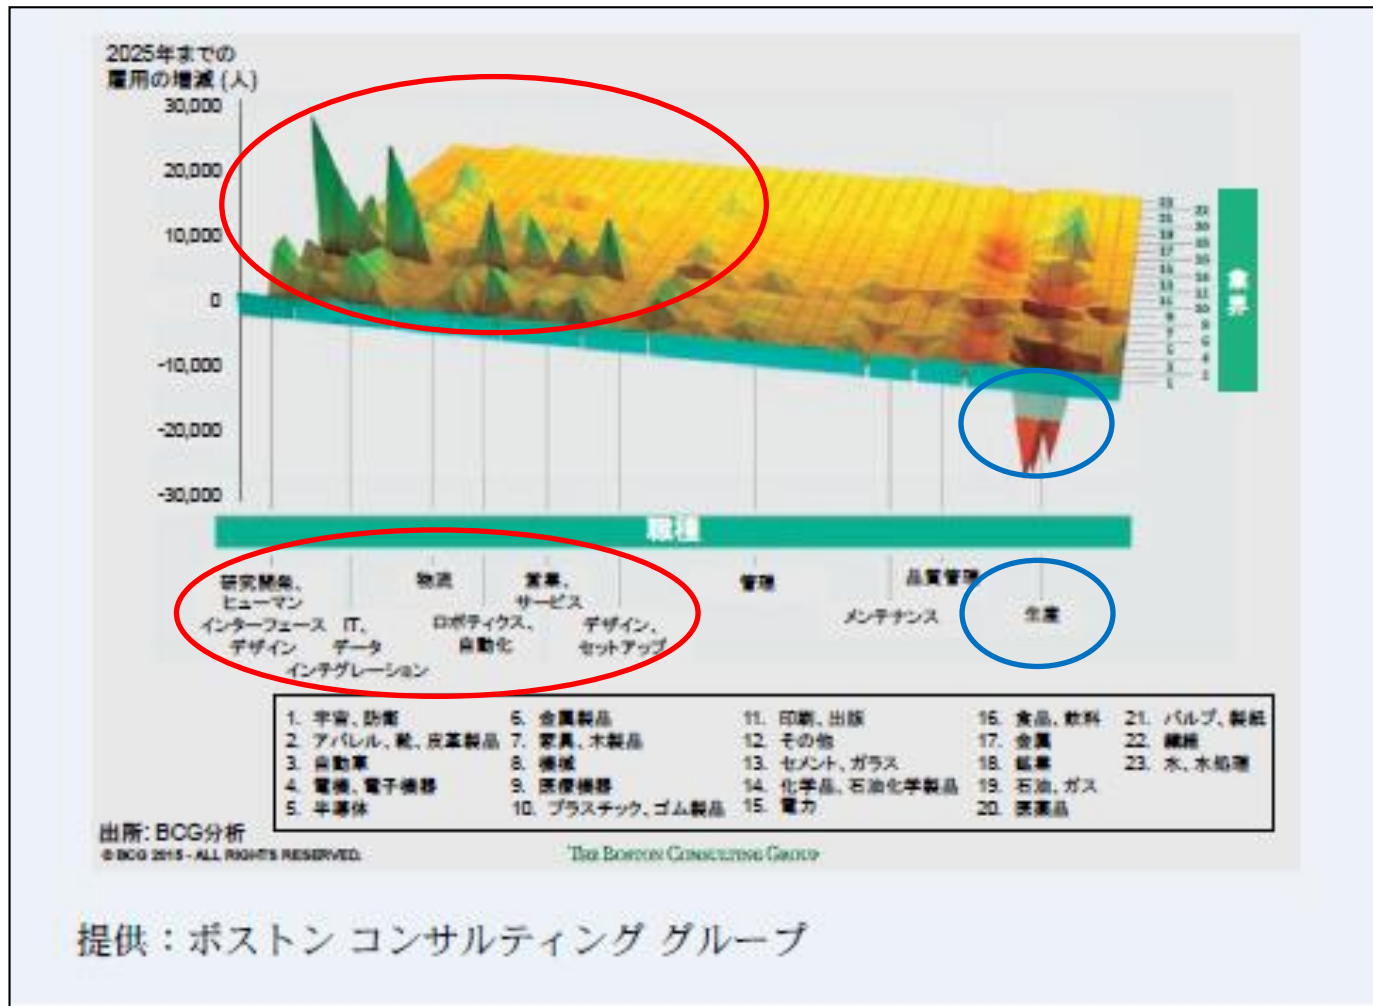 2025年までの
雇用の増減 (人)
30,000
20,000
10,000
0
-10,000
-20,000
-30,000
業界
職種
研究開発、
ヒューマン
インターフェース
デザイン
IT、
データ
インテグレーション
物流
ロボティクス、
自動化
営業、
サービス
デザイン、
セットアップ
管理
メンテナンス
品質管理
生産
1. 宇宙、防衛
2. アパレル、靴、皮革製品
3. 自動車
4. 電機、電子機器
5. 半導体
6. 金属製品
7. 家具、木製品
8. 機械
9. 医療機器
10. プラスチック、ゴム製品
11. 印刷、出版
12. その他
13. セメント、ガラス
14. 化学品、石油化学製品
15. 電力
16. 食品、飲料
17. 金属
18. 鉱業
19. 石油、ガス
20. 医薬品
21. パルプ、製紙
22. 繊維
23. 水、水処理
出所: BCG分析
© BCG 2015 - ALL RIGHTS RESERVED.
THE BOSTON CONSULTING GROUP
提供：ボストン コンサルティング グループ